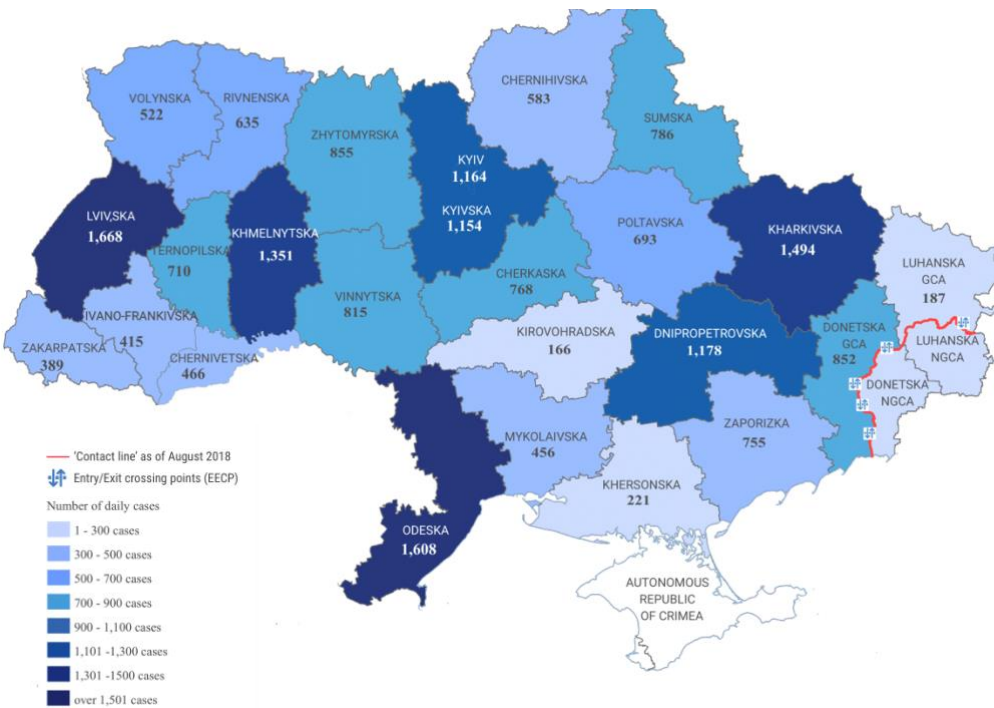 CHERNIHIVSKA
583
VOLYNSKA
522
RIVNENSKA
635
ZHYTOMYRSKA
855
SUMSKA
786
KYIV
1,164
KYIVSKA
1,154
LVIV,SKA
1,668
TERNOPILSKA
710
KHMELNYTSKA
1,351
POLTAVSKA
693
KHARKIVSKA
1,494
CHERKASKA
768
LUHANSKA
GCA
187
VINNYTSKA
815
IVANO-FRANKIVSKA
415
ZAKARPATSKA
389
CHERNIVETSKA
466
KIROVOHRADSKA
166
DNIPROPETROVSKA
1,178
DONETSKA
GCA
852
LUHANSKA
NGCA
DONETSKA
NGCA
MYKOLAIVSKA
456
ZAPORIZKA
755
KHERSONSKA
221
ODESKA
1,608
AUTONOMOUS
REPUBLIC
OF CRIMEA
'Contact line' as of August 2018
Entry/Exit crossing points (EECP)
Number of daily cases
1 - 300 cases
300 - 500 cases
500 - 700 cases
700 - 900 cases
900 - 1,100 cases
1,101 -1,300 cases
1,301 -1500 cases
over 1,501 cases